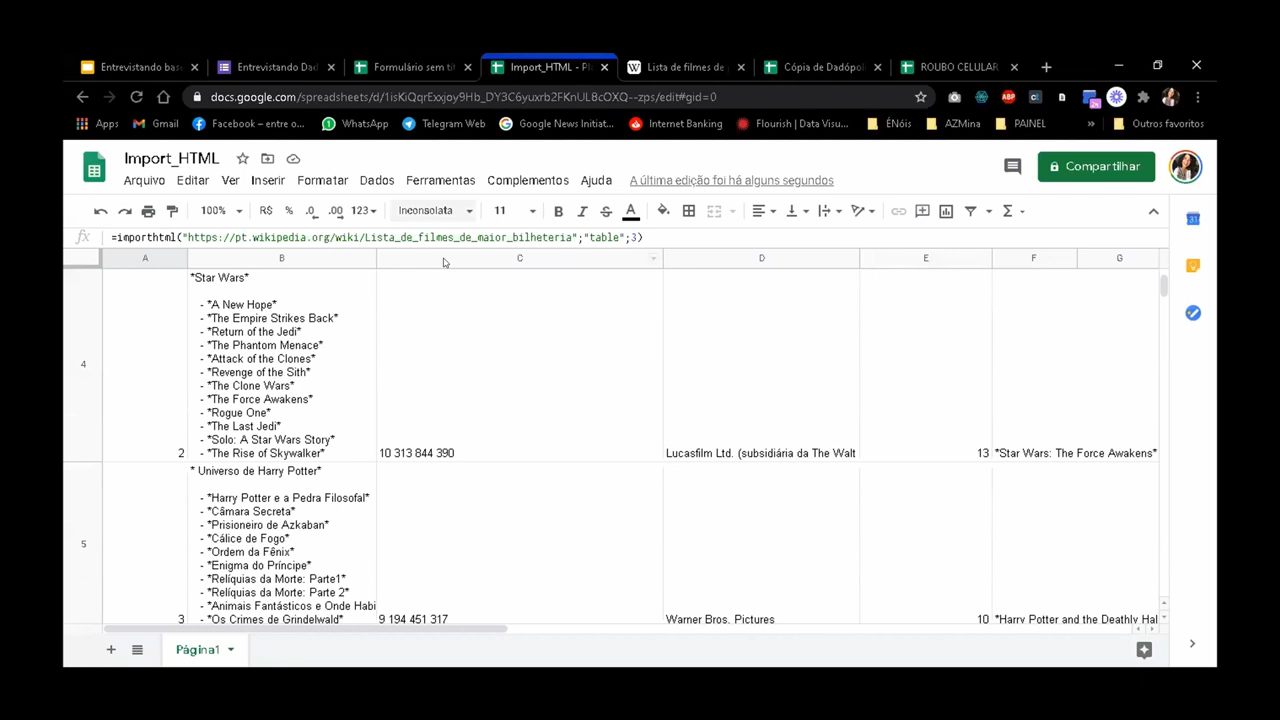 Entrevistando bas
Entrevistando Dad
Formulário sem tí
Import_HTML - Pl
Lista de filmes de
Cópia de Dadópol
ROUBO CELULAR
docs.google.com/spreadsheets/d/1isKiQqrExxjoy9Hb_DY3C6yuxrb2FKnUL8cOXQ--zps/edit#gid=0
Apps
Gmail
Facebook – entre o...
WhatsApp
Telegram Web
Google News Initiat...
Internet Banking
Flourish | Data Visu...
ÉNóis
AZMina
PAINEL
Outros favoritos
Import_HTML
Compartilhar
Arquivo Editar Ver Inserir Formatar Dados Ferramentas Complementos Ajuda
A última edição foi há alguns segundos
100% R$ % .0 .00 123 Inconsolata 11 B I S A
fx =importhtml("https://pt.wikipedia.org/wiki/Lista_de_filmes_de_maior_bilheteria";"table";3)
A B C D E F G
4
*Star Wars*
- *A New Hope*
- *The Empire Strikes Back*
- *Return of the Jedi*
- *The Phantom Menace*
- *Attack of the Clones*
- *Revenge of the Sith*
- *The Clone Wars*
- *The Force Awakens*
- *Rogue One*
- *The Last Jedi*
- *Solo: A Star Wars Story*
2 - *The Rise of Skywalker* 10 313 844 390 Lucasfilm Ltd. (subsidiária da The Walt 13 *Star Wars: The Force Awakens*
5
* Universo de Harry Potter*
- *Harry Potter e a Pedra Filosofal*
- *Câmara Secreta*
- *Prisioneiro de Azkaban*
- *Cálice de Fogo*
- *Ordem da Fênix*
- *Enigma do Príncipe*
- *Relíquias da Morte: Parte1*
- *Relíquias da Morte: Parte 2*
- *Animais Fantásticos e Onde Habi
3 - *Os Crimes de Grindelwald* 9 194 451 317 Warner Bros. Pictures 10 *Harry Potter and the Deathly Hal
Página1